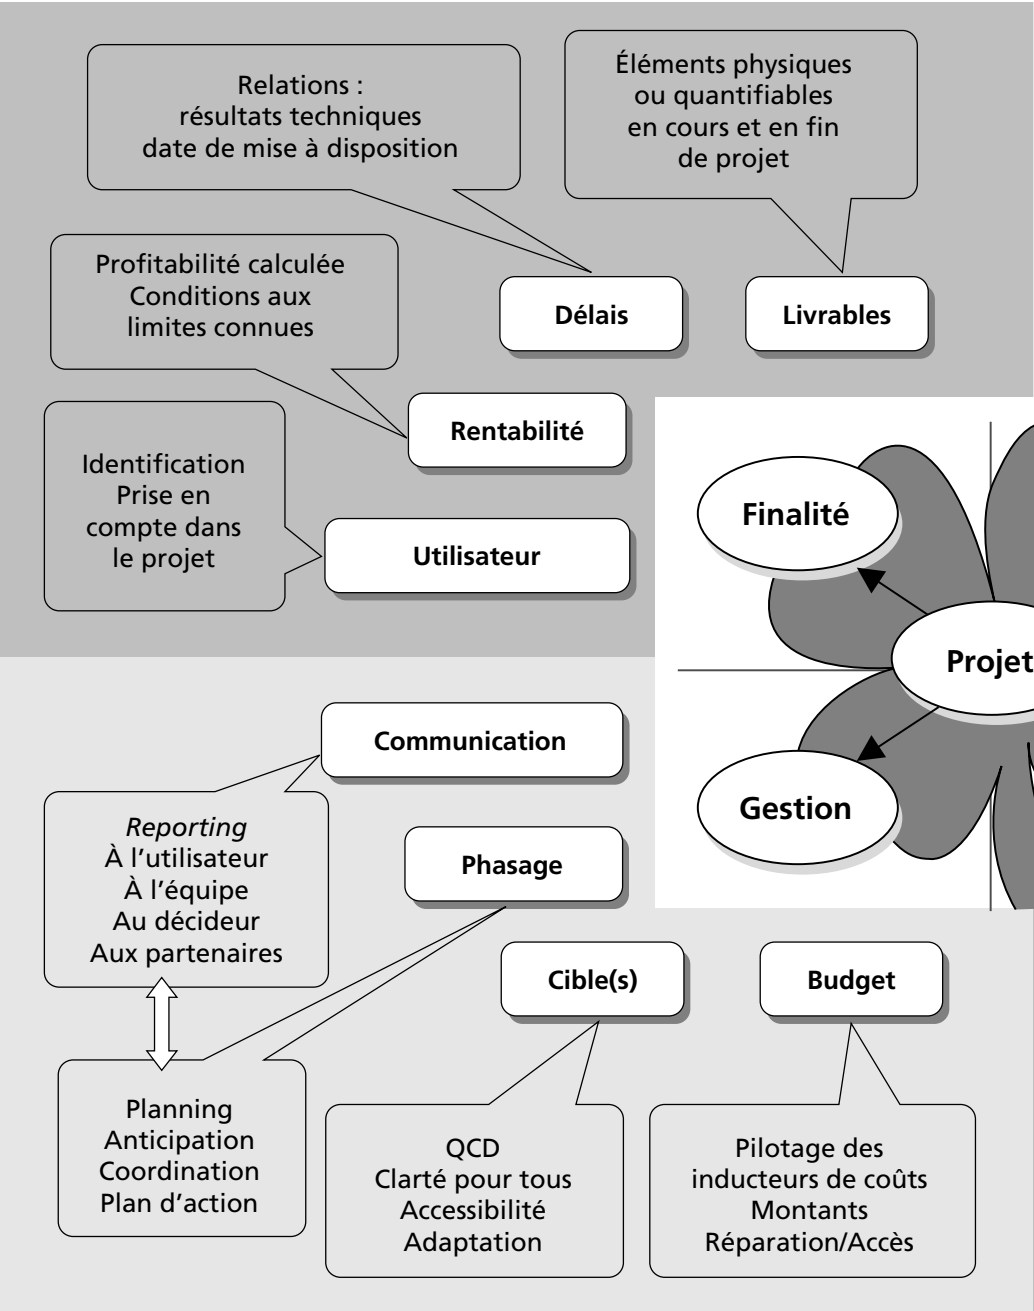 Relations :
résultats techniques
date de mise à disposition
Éléments physiques
ou quantifiables
en cours et en fin
de projet
Profitabilité calculée
Conditions aux
limites connues
Délais
Livrables
Rentabilité
Identification
Prise en
compte dans
le projet
Utilisateur
Finalité
Projet
Communication
Gestion
Reporting
À l’utilisateur
À l’équipe
Au décideur
Aux partenaires
Phasage
Cible(s)
Budget
Planning
Anticipation
Coordination
Plan d’action
QCD
Clarté pour tous
Accessibilité
Adaptation
Pilotage des
inducteurs de coûts
Montants
Réparation/Accès